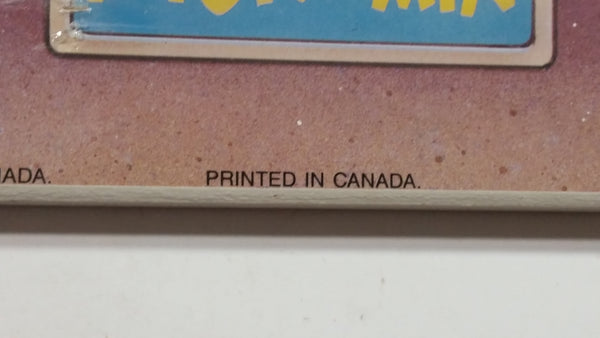 ADA. PRINTED IN CANADA.